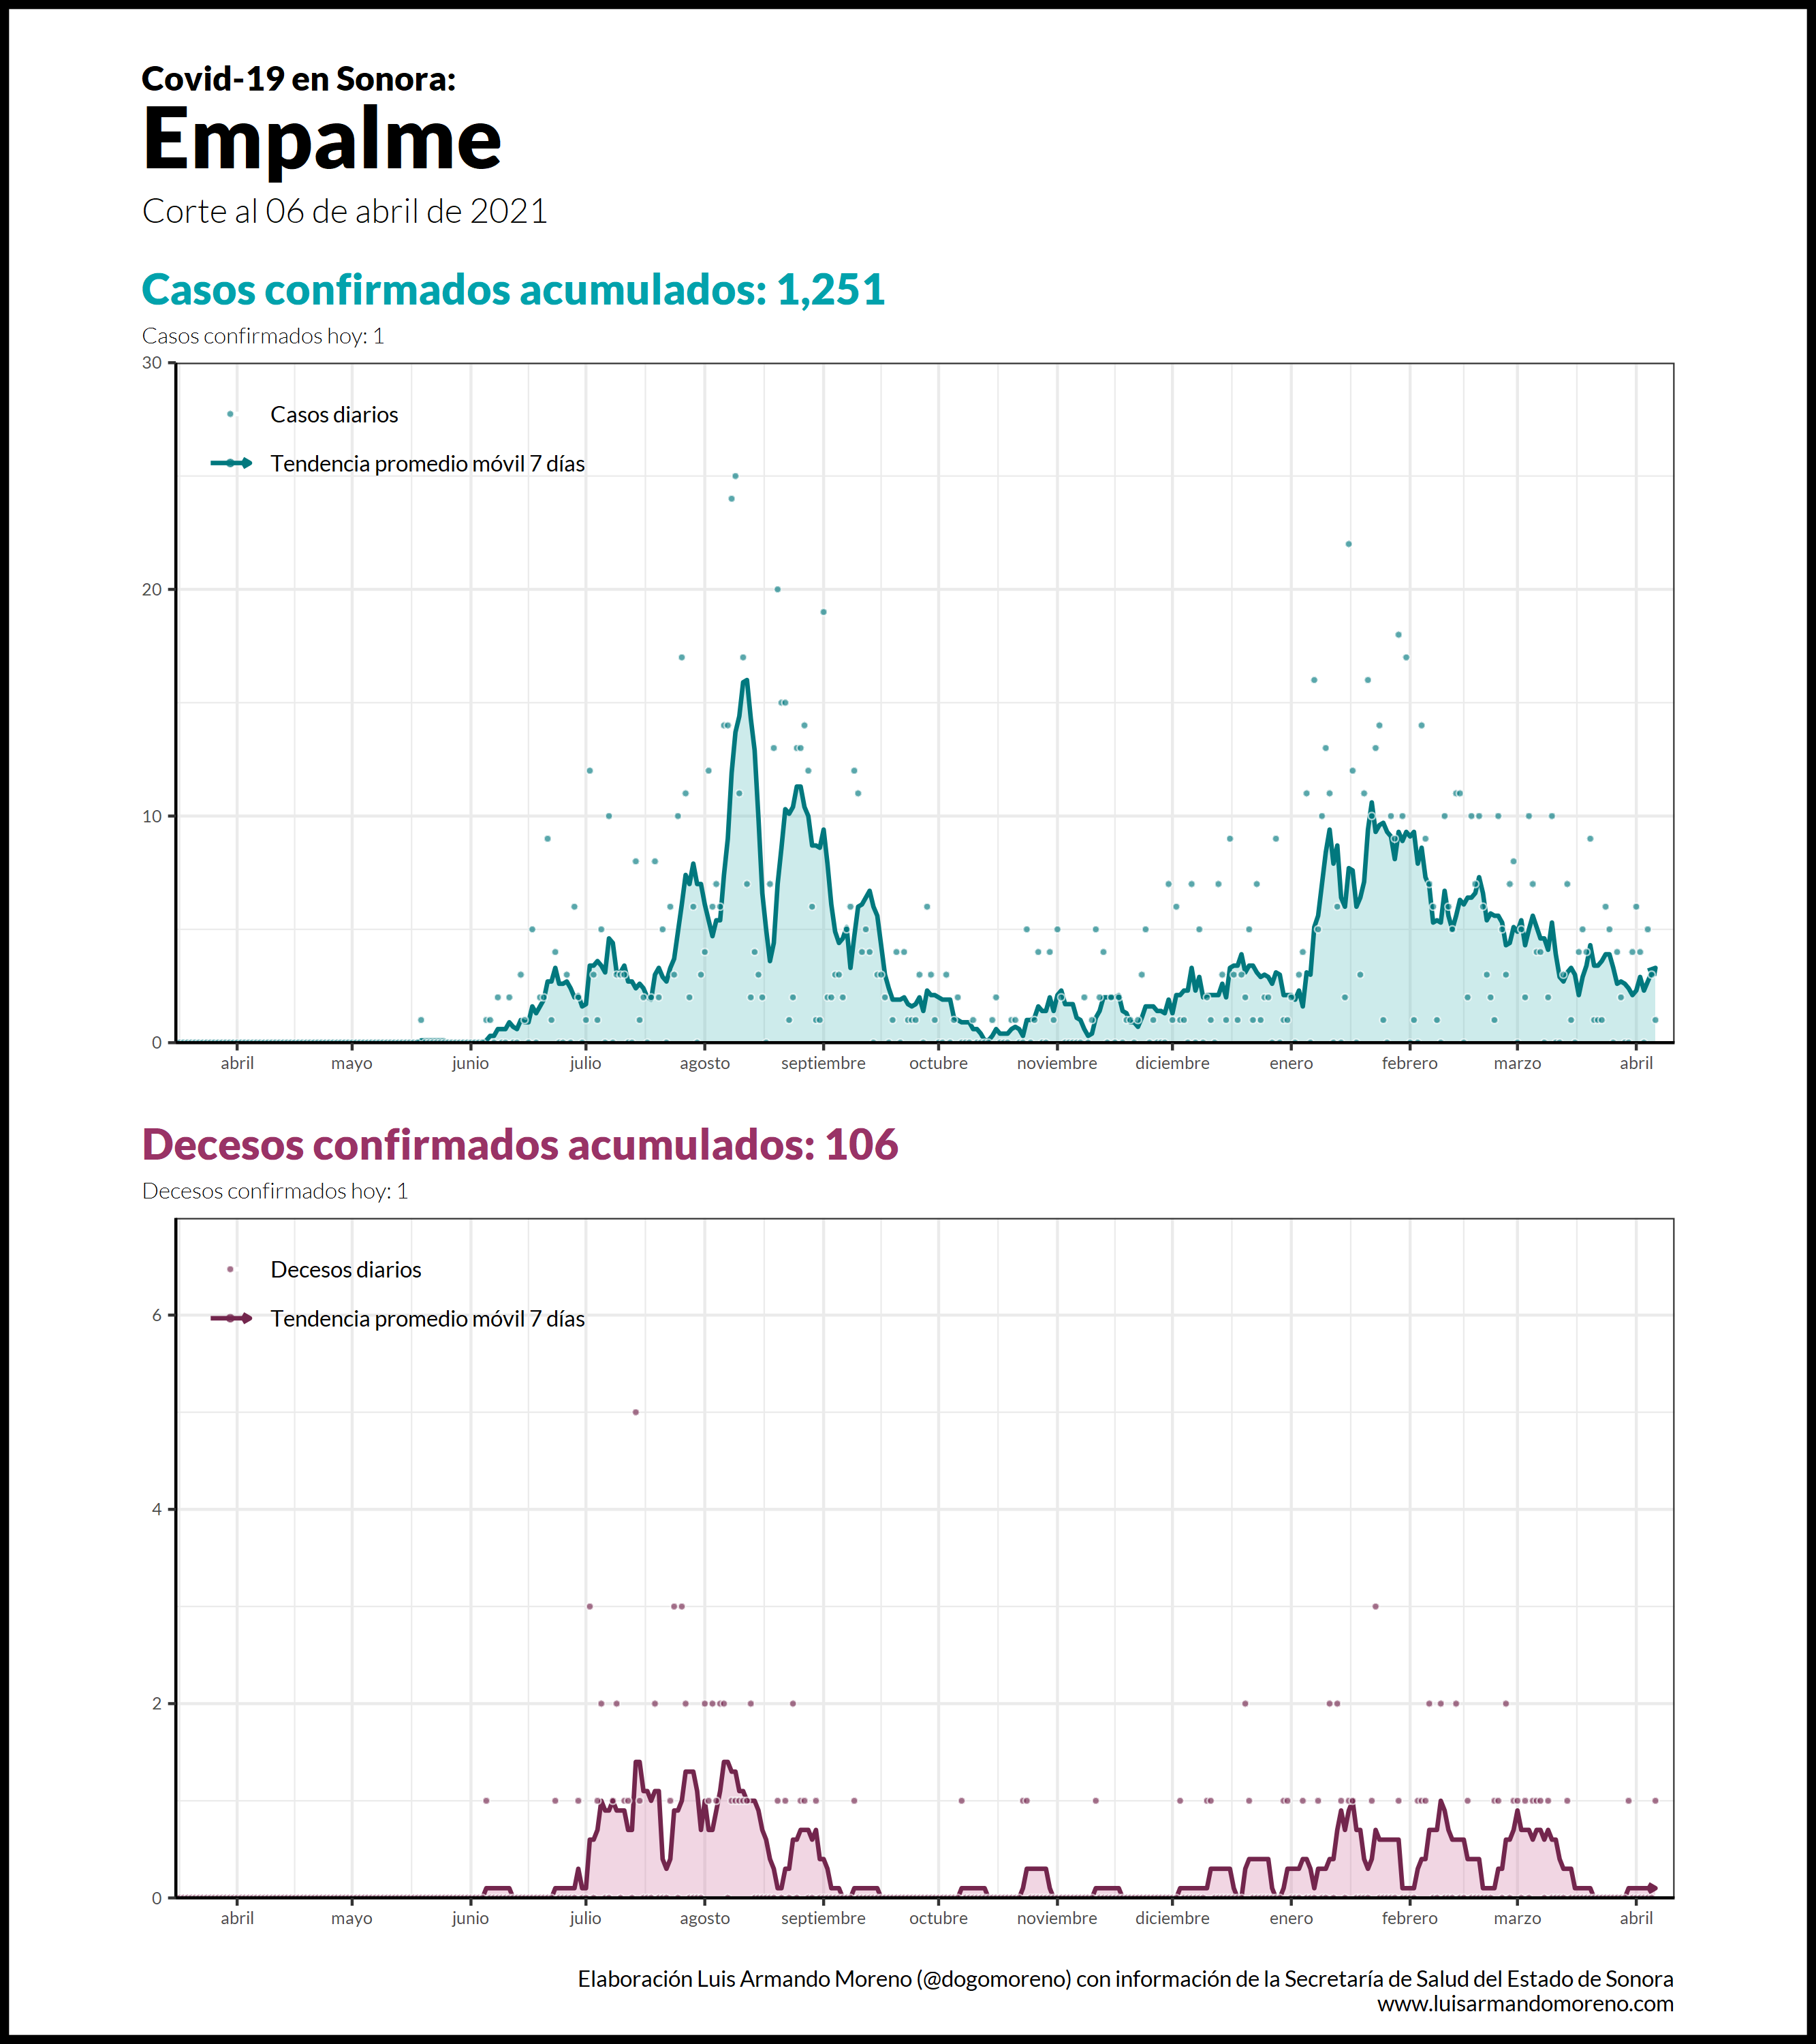 Covid-19 en Sonora:
Empalme
Corte al 06 de abril de 2021
Casos confirmados acumulados: 1,251
Casos confirmados hoy: 1
30
20
10
0
Casos diarios
Tendencia promedio móvil 7 días
abril mayo junio julio agosto septiembre octubre noviembre diciembre enero febrero marzo abril
Decesos confirmados acumulados: 106
Decesos confirmados hoy: 1
6
4
2
0
Decesos diarios
Tendencia promedio móvil 7 días
abril mayo junio julio agosto septiembre octubre noviembre diciembre enero febrero marzo abril
Elaboración Luis Armando Moreno (@dogomoreno) con información de la Secretaría de Salud del Estado de Sonora
www.luisarmandomoreno.com